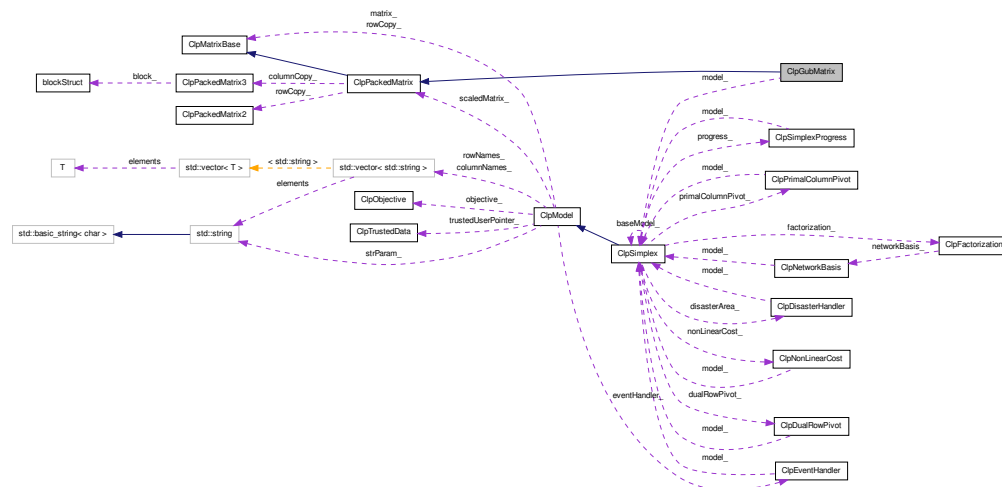 matrix_
rowCopy_
ClpMatrixBase
ClpGubMatrix
blockStruct
block_
ClpPackedMatrix3
columnCopy_
rowCopy_
ClpPackedMatrix
ClpPackedMatrix2
scaledMatrix_
model_
model_
ClpSimplexProgress
progress_
T
elements
std::vector< T >
< std::string >
std::vector< std::string >
rowNames_
columnNames_
model_
ClpPrimalColumnPivot
primalColumnPivot_
elements
ClpObjective
objective_
ClpModel
trustedUserPointer_
ClpTrustedData
std::basic_string< char >
std::string
strParam_
baseModel_
ClpSimplex
factorization_
ClpFactorization
networkBasis_
model_
ClpNetworkBasis
model_
ClpDisasterHandler
disasterArea_
nonLinearCost_
ClpNonLinearCost
model_
eventHandler_
dualRowPivot_
ClpDualRowPivot
model_
model_
ClpEventHandler